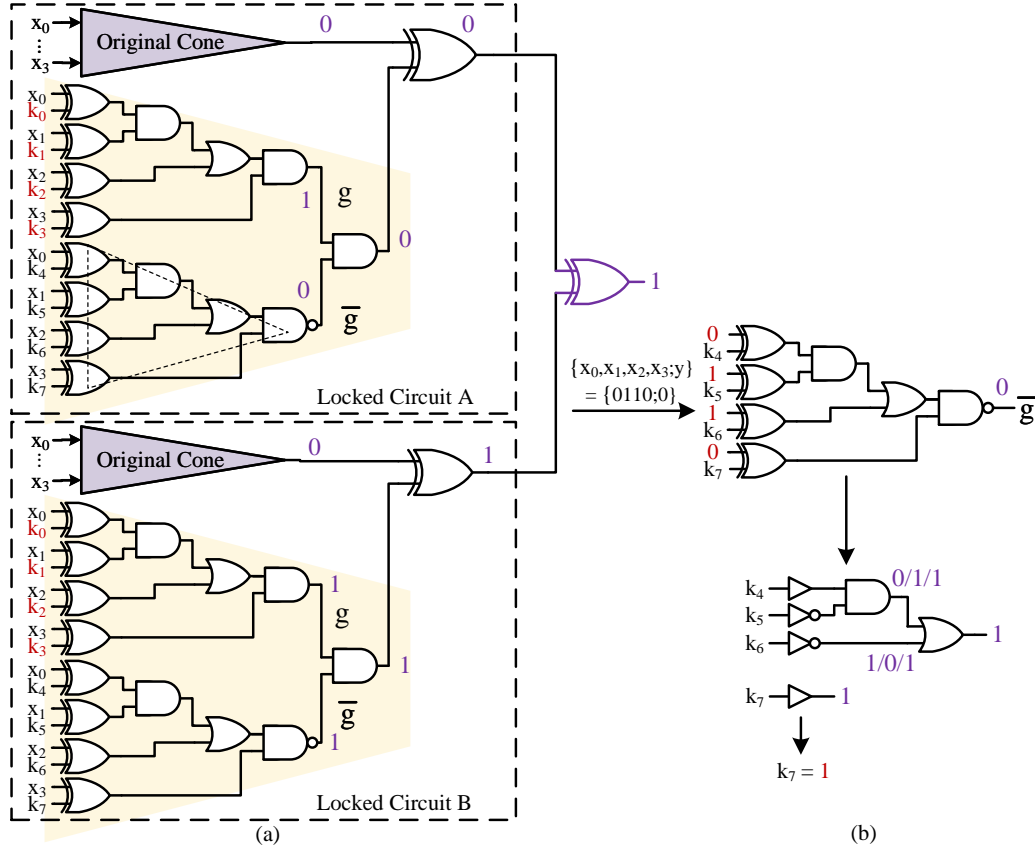 x₀
⋮
x₃
Original Cone
0
0
x₀
k₀
x₁
k₁
x₂
k₂
x₃
k₃
1
g
0
x₀
k₄
x₁
k₅
x₂
k₆
x₃
k₇
0
g̅
Locked Circuit A
1
x₀
⋮
x₃
Original Cone
0
1
x₀
k₀
x₁
k₁
x₂
k₂
x₃
k₃
1
g
1
x₀
k₄
x₁
k₅
x₂
k₆
x₃
k₇
g̅
1
Locked Circuit B
(a)
{x₀,x₁,x₂,x₃;y}
= {0110;0}
0
k₄
1
k₅
1
k₆
0
k₇
0
g̅
k₄
k₅
k₆
0/1/1
1/0/1
1
k₇
1
k₇ = 1
(b)